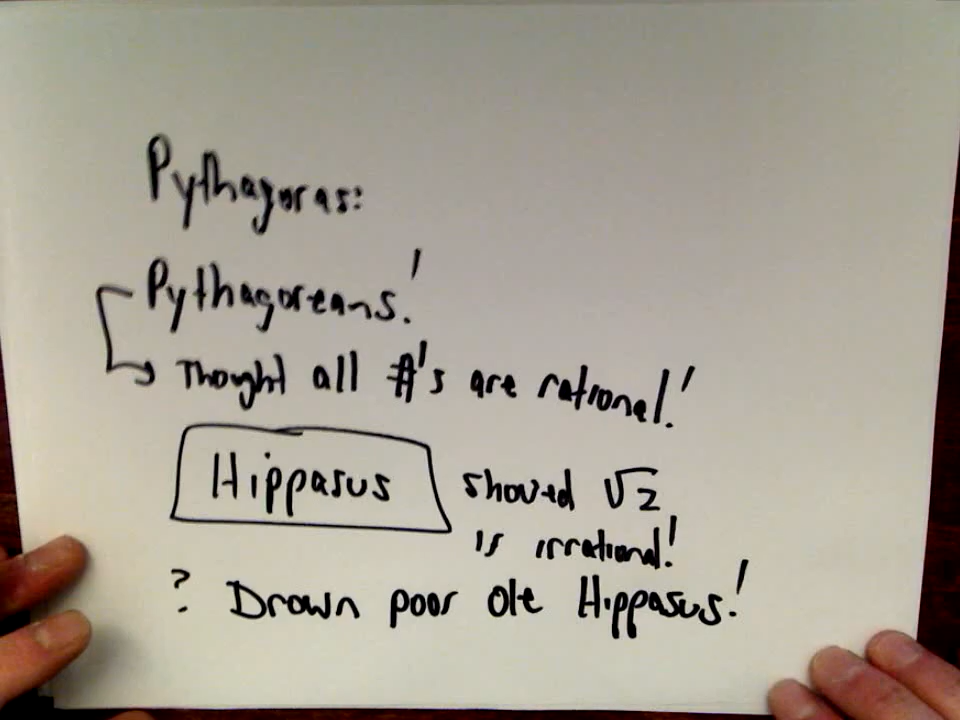 Pythagoras:
Pythagoreans!
Thought all #'s are rational!
Hippasus showed √2
is irrational!
? Drown poor ole Hippasus!